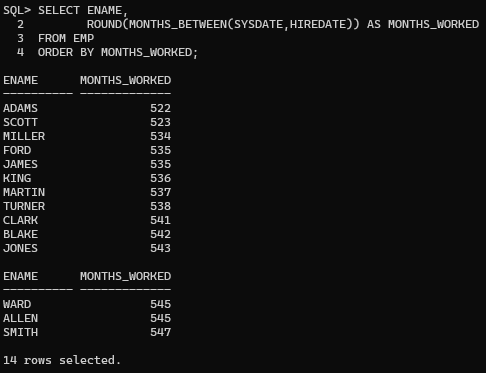 SQL> SELECT ENAME,
  2         ROUND(MONTHS_BETWEEN(SYSDATE,HIREDATE)) AS MONTHS_WORKED
  3  FROM EMP
  4  ORDER BY MONTHS_WORKED;

ENAME      MONTHS_WORKED
---------- -------------
ADAMS                522
SCOTT                523
MILLER               534
FORD                 535
JAMES                535
KING                 536
MARTIN               537
TURNER               538
CLARK                541
BLAKE                542
JONES                543

ENAME      MONTHS_WORKED
---------- -------------
WARD                 545
ALLEN                545
SMITH                547

14 rows selected.